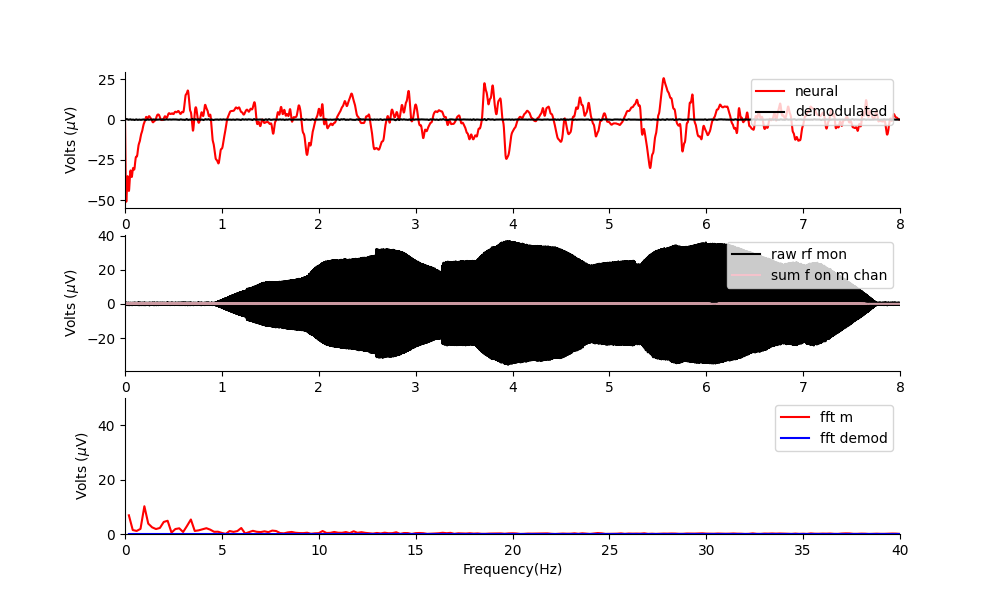 25
0
−25
−50
Volts (μV)
neural
demodulated
0 1 2 3 4 5 6 7 8
40
20
0
−20
Volts (μV)
raw rf mon
sum f on m chan
0 1 2 3 4 5 6 7 8
40
20
0
Volts (μV)
fft m
fft demod
0 5 10 15 20 25 30 35 40
Frequency(Hz)